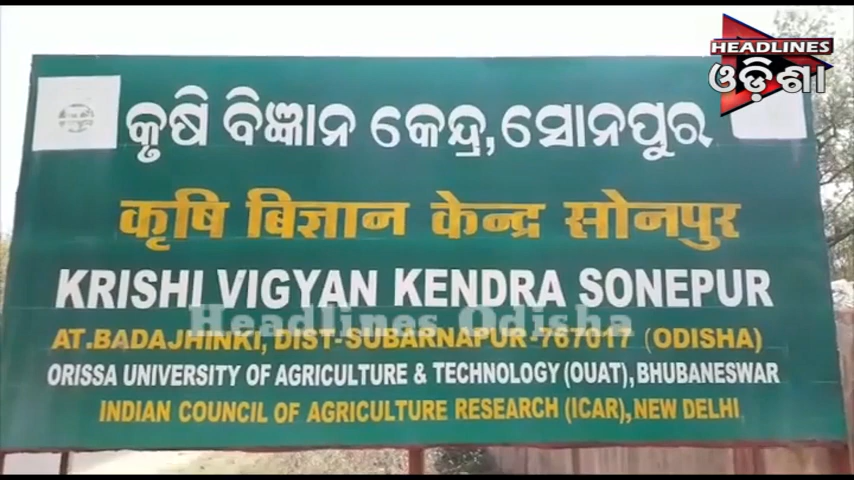 HEADLINES
ଓଡ଼ିଶା
କୃଷି ବିଜ୍ଞାନ କେନ୍ଦ୍ର, ସୋନପୁର
कृषि बिज्ञान केन्द्र सोनपुर
KRISHI VIGYAN KENDRA SONEPUR
Headlines Odisha
AT.BADAJHINKI, DIST-SUBARNAPUR-767017 (ODISHA)
ORISSA UNIVERSITY OF AGRICULTURE & TECHNOLOGY (OUAT), BHUBANESWAR
INDIAN COUNCIL OF AGRICULTURE RESEARCH (ICAR), NEW DELHI